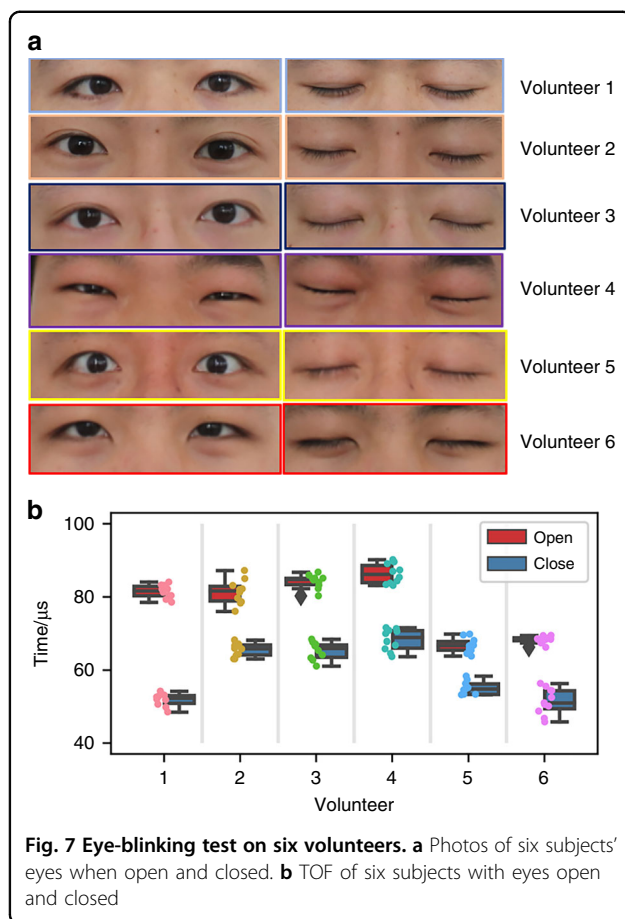 a
Volunteer 1
Volunteer 2
Volunteer 3
Volunteer 4
Volunteer 5
Volunteer 6
b
100
80
60
40
Time/μs
Open
Close
1 2 3 4 5 6
Volunteer
Fig. 7 Eye-blinking test on six volunteers. a Photos of six subjects'
eyes when open and closed. b TOF of six subjects with eyes open
and closed